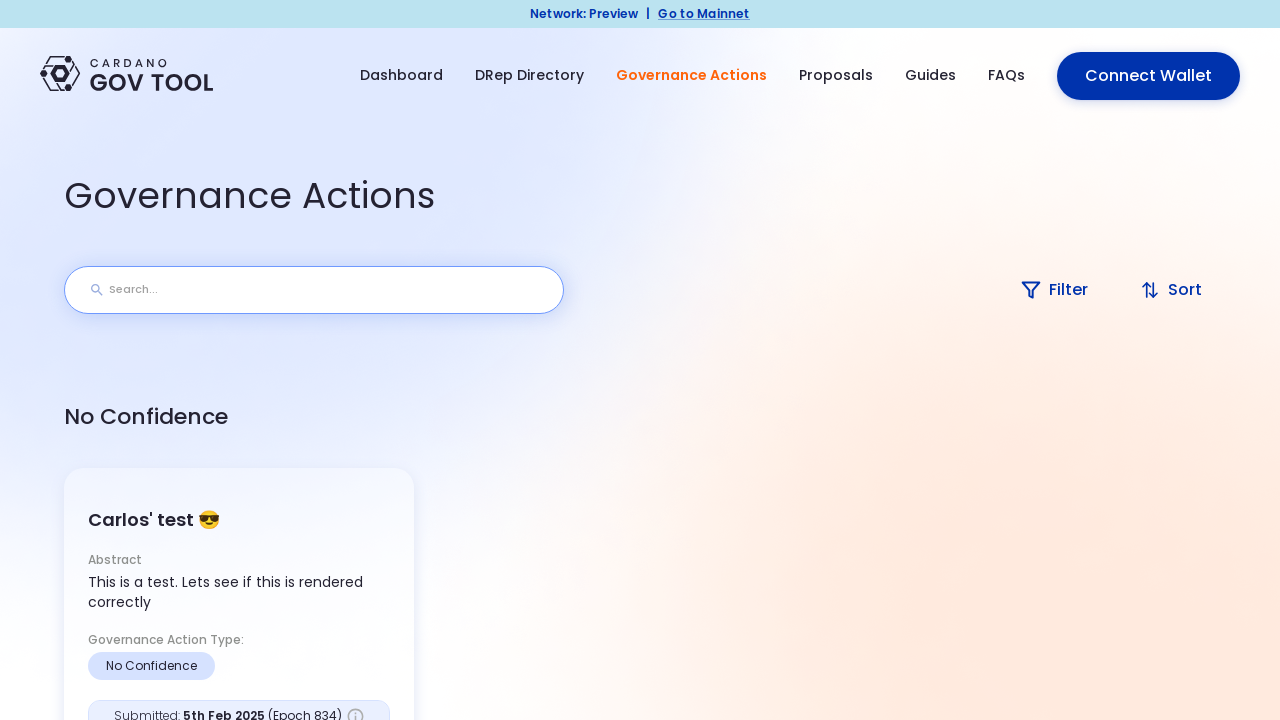 Network: Preview | Go to Mainnet
CARDANO
GOV TOOL
Dashboard DRep Directory Governance Actions Proposals Guides FAQs Connect Wallet
Governance Actions
Search...
Filter Sort
No Confidence
Carlos' test 😎
Abstract
This is a test. Lets see if this is rendered
correctly
Governance Action Type:
No Confidence
Submitted: 5th Feb 2025 (Epoch 834)